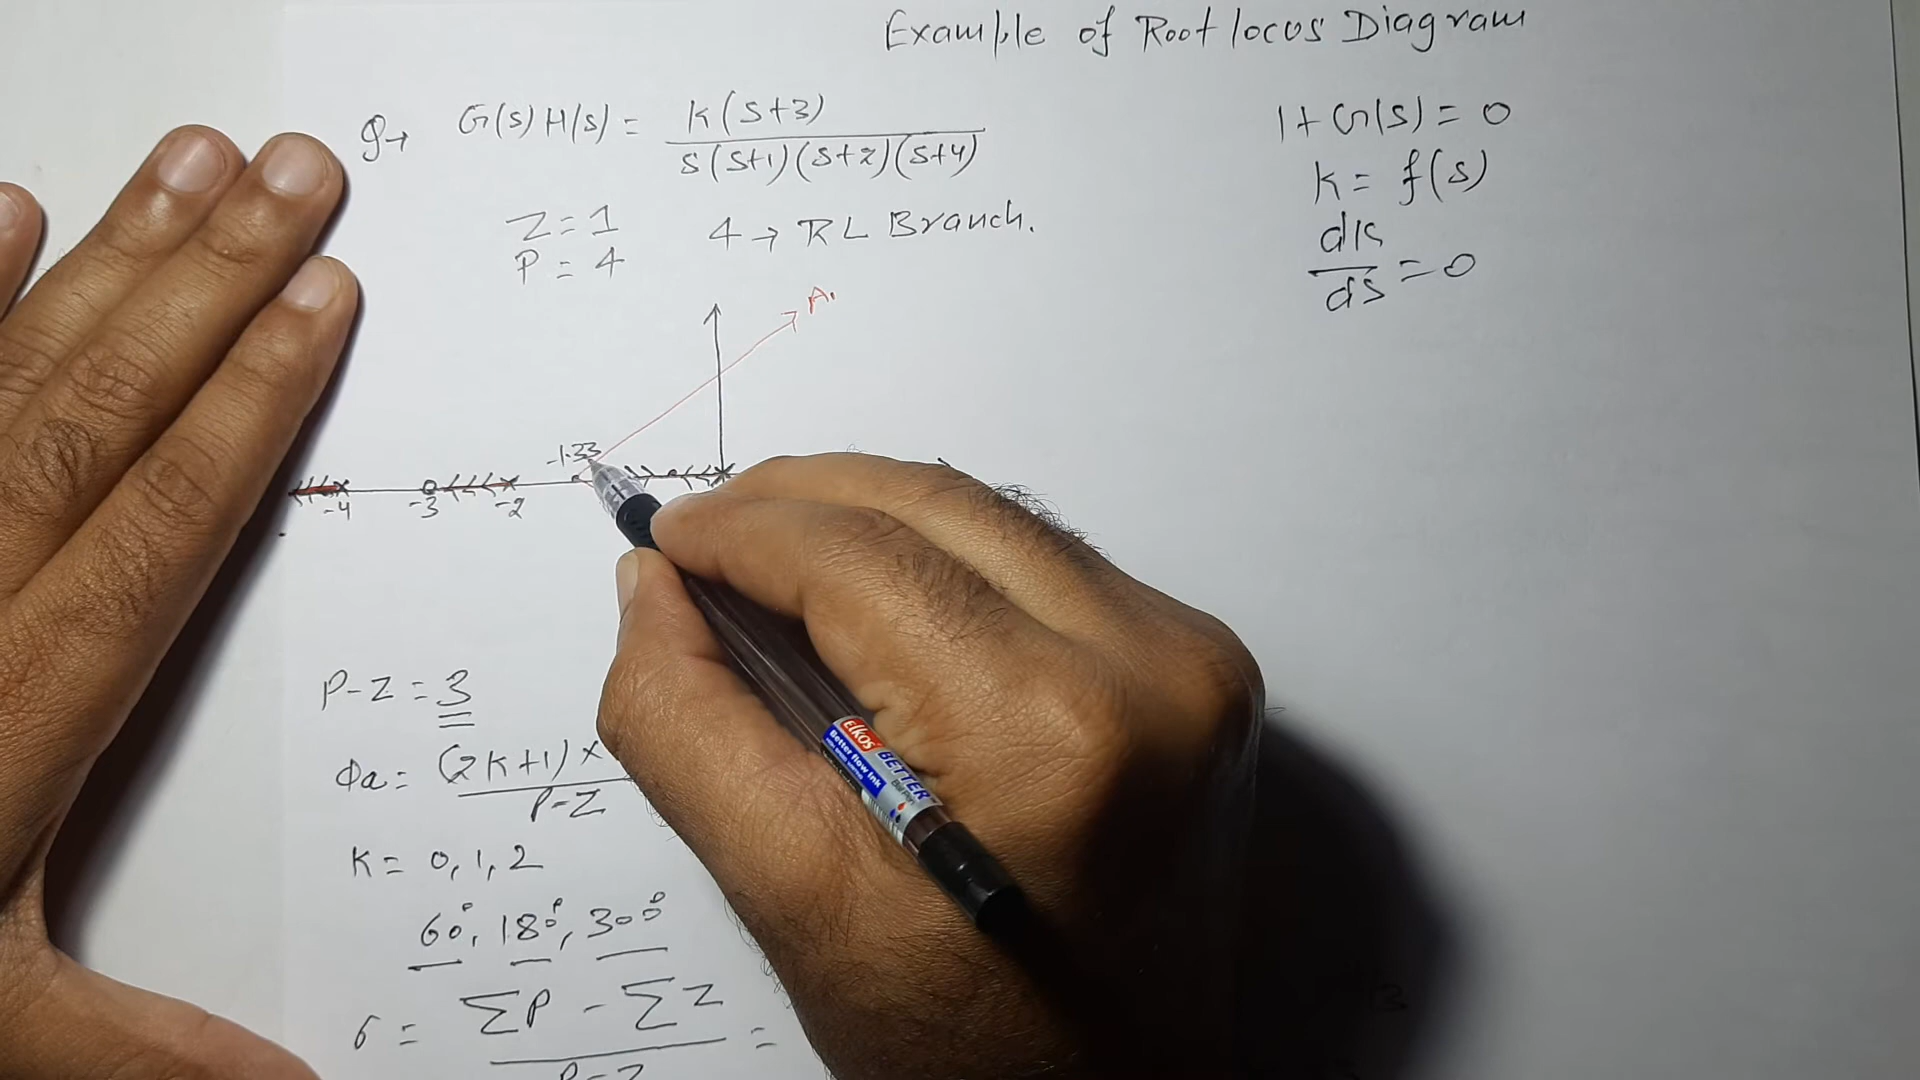 Example of Root locus Diagram
Q→ G(s) H(s) = K(s+3)
s(s+1)(s+2)(s+4)
1 + G(s) = 0
k = f(s)
dk
ds = 0
Z = 1
P = 4
4 → RL Branch.
A.
-1.33
-4 -3 -2
P-Z = 3
Φa = (2K+1) ×
P-Z
K = 0, 1, 2
60°, 180°, 300°
σ = ΣP - ΣZ =
P-Z
Elkos
BETTER
Better flow Ink